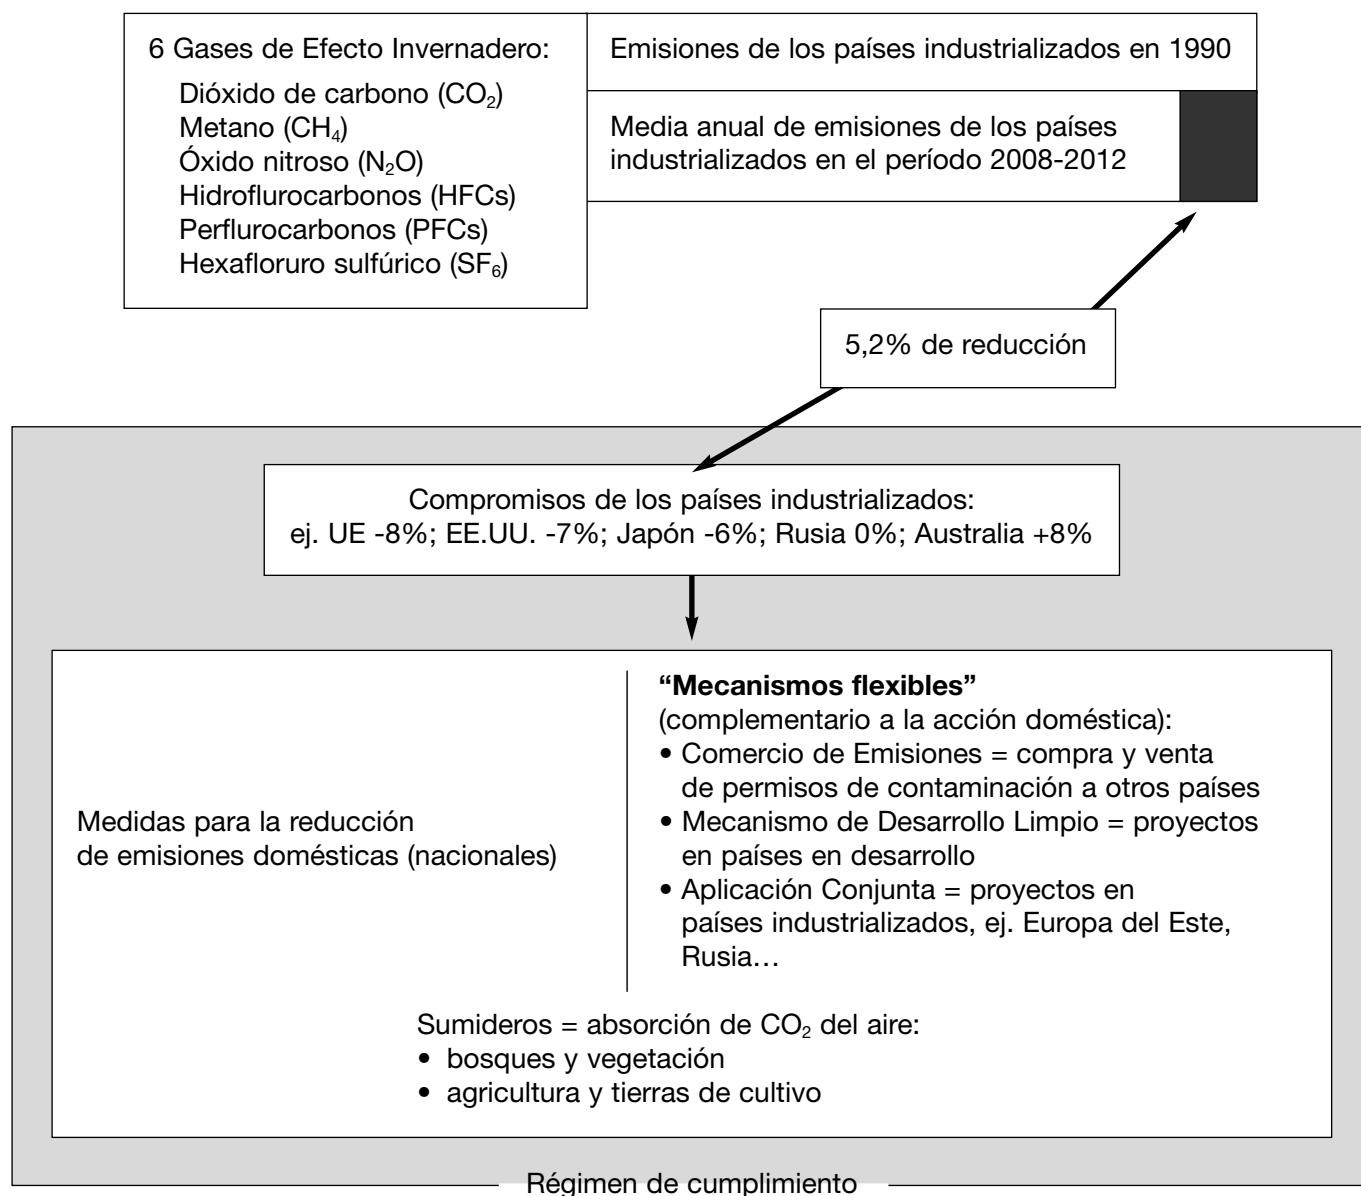 6 Gases de Efecto Invernadero:
Dióxido de carbono (CO₂)
Metano (CH₄)
Óxido nitroso (N₂O)
Hidroflurocarbonos (HFCs)
Perflurocarbonos (PFCs)
Hexafloruro sulfúrico (SF₆)
Emisiones de los países industrializados en 1990
Media anual de emisiones de los países
industrializados en el período 2008-2012
5,2% de reducción
Compromisos de los países industrializados:
ej. UE -8%; EE.UU. -7%; Japón -6%; Rusia 0%; Australia +8%
Medidas para la reducción
de emisiones domésticas (nacionales)
“Mecanismos flexibles”
(complementario a la acción doméstica):
• Comercio de Emisiones = compra y venta
de permisos de contaminación a otros países
• Mecanismo de Desarrollo Limpio = proyectos
en países en desarrollo
• Aplicación Conjunta = proyectos en
países industrializados, ej. Europa del Este,
Rusia…
Sumideros = absorción de CO₂ del aire:
• bosques y vegetación
• agricultura y tierras de cultivo
Régimen de cumplimiento